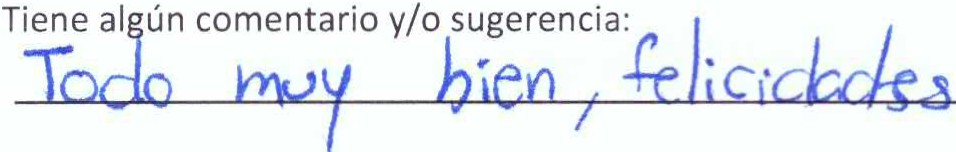 Tiene algún comentario y/o sugerencia:
Todo muy bien, felicidades